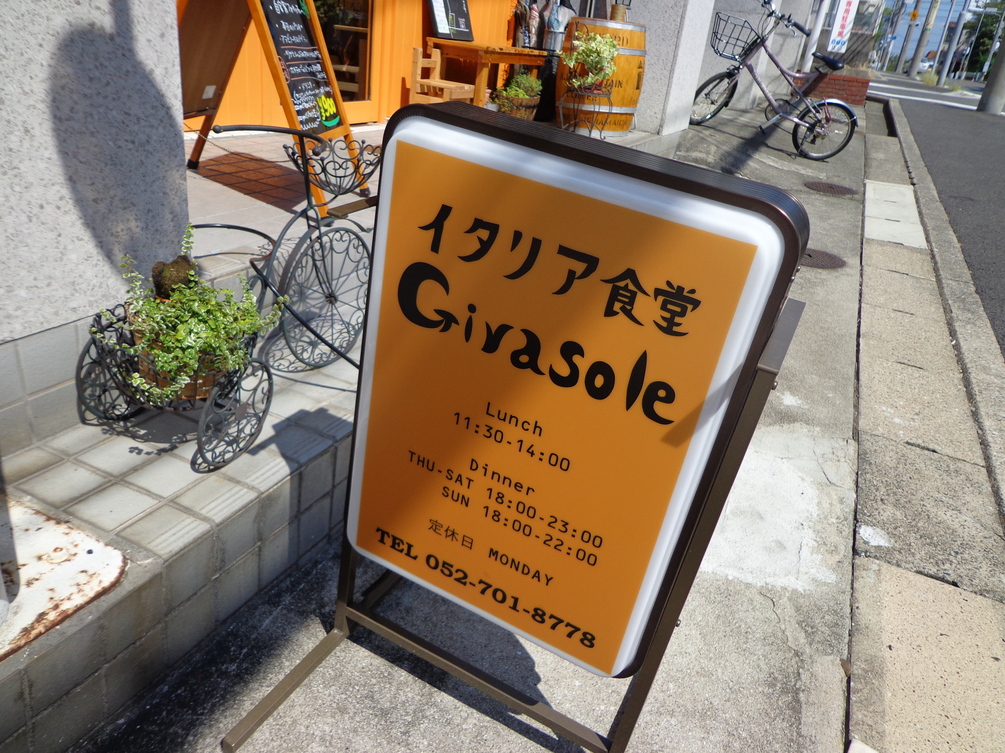 イタリア食堂
Girasole
Lunch
11:30-14:00
Dinner
THU-SAT 18:00-23:00
SUN 18:00-22:00
定休日 MONDAY
TEL 052-701-8778